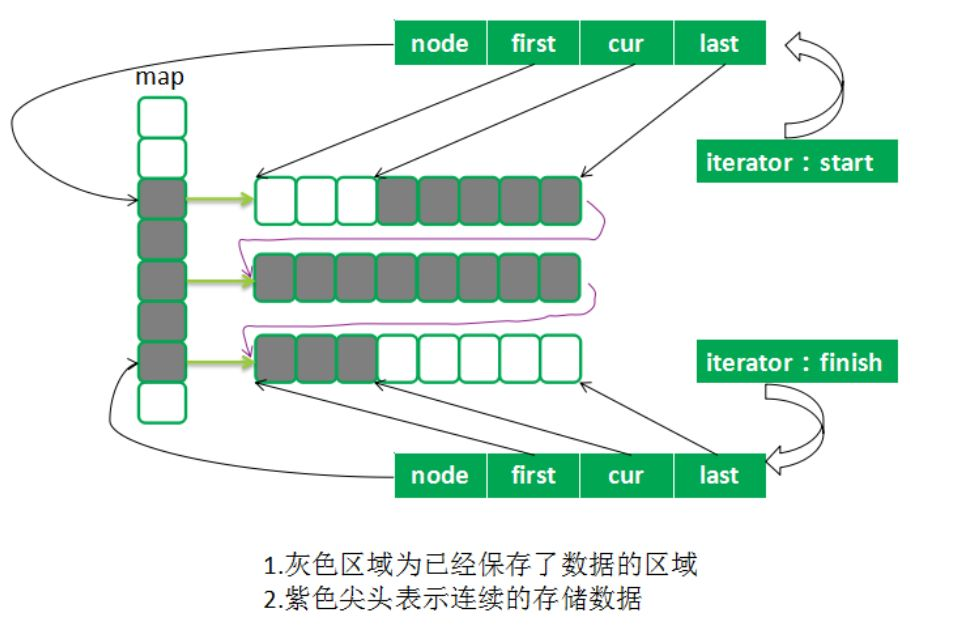 node first cur last
map
iterator：start
iterator：finish
node first cur last
1.灰色区域为已经保存了数据的区域
2.紫色尖头表示连续的存储数据